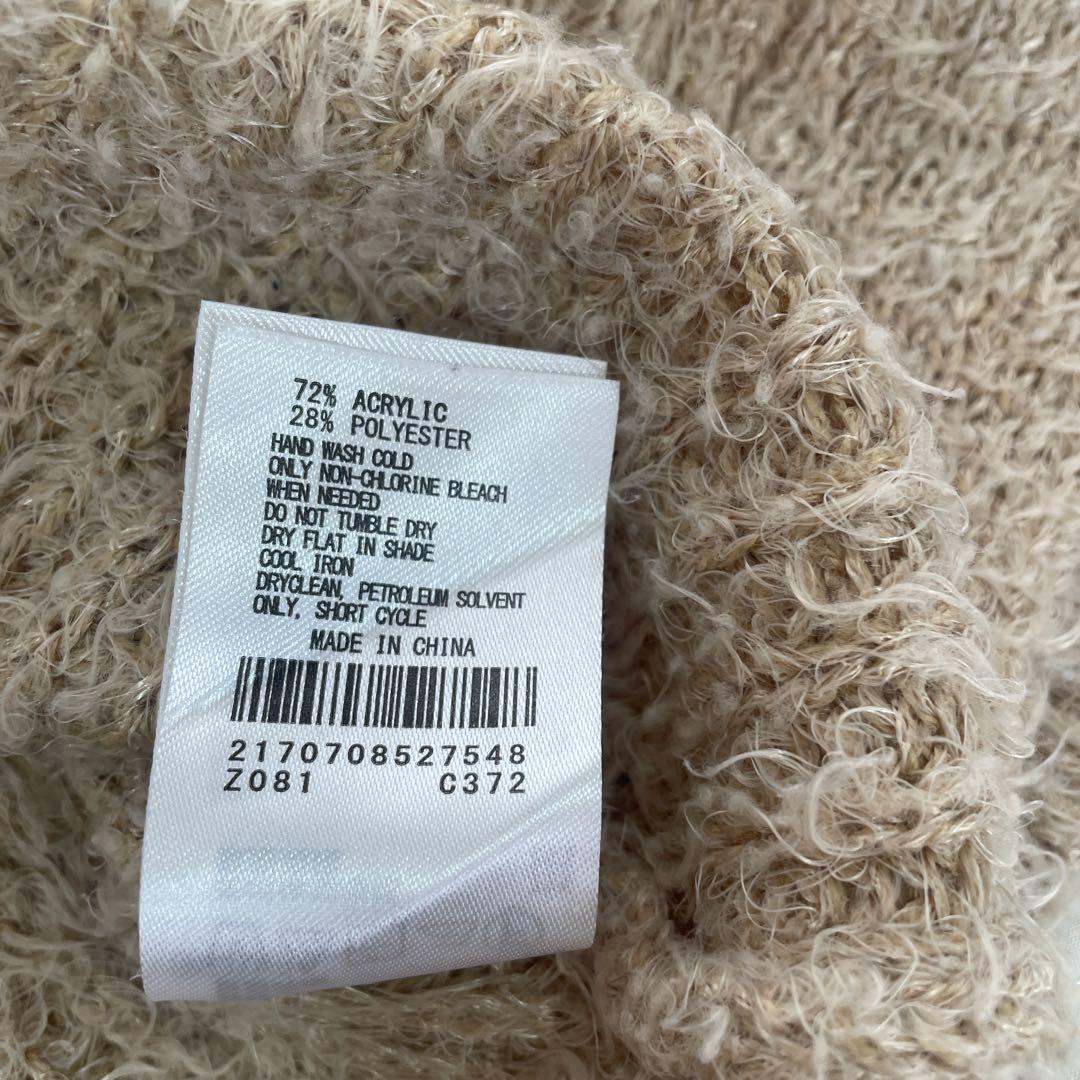 72% ACRYLIC
28% POLYESTER
HAND WASH COLD
ONLY NON-CHLORINE BLEACH
WHEN NEEDED
DO NOT TUMBLE DRY
DRY FLAT IN SHADE
COOL IRON
DRYCLEAN, PETROLEUM SOLVENT
ONLY, SHORT CYCLE
MADE IN CHINA
2170708527548
Z081 C372